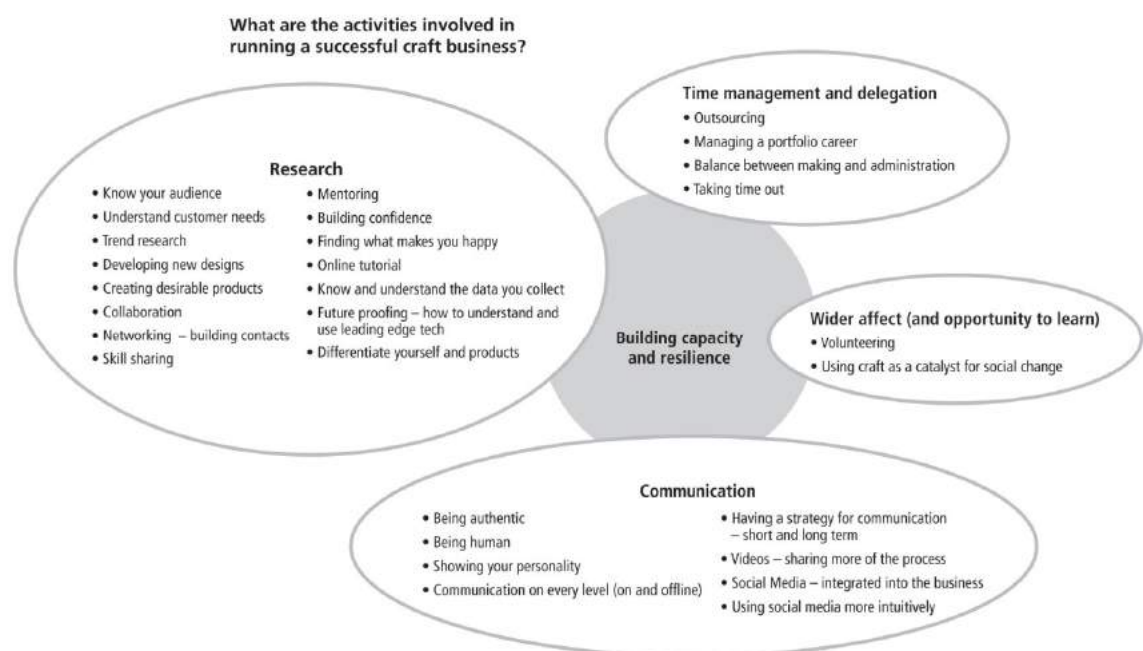 What are the activities involved in
running a successful craft business?
Research
• Know your audience
• Understand customer needs
• Trend research
• Developing new designs
• Creating desirable products
• Collaboration
• Networking – building contacts
• Skill sharing
• Mentoring
• Building confidence
• Finding what makes you happy
• Online tutorial
• Know and understand the data you collect
• Future proofing – how to understand and
use leading edge tech
• Differentiate yourself and products
Time management and delegation
• Outsourcing
• Managing a portfolio career
• Balance between making and administration
• Taking time out
Building capacity
and resilience
Wider affect (and opportunity to learn)
• Volunteering
• Using craft as a catalyst for social change
Communication
• Being authentic
• Being human
• Showing your personality
• Communication on every level (on and offline)
• Having a strategy for communication
– short and long term
• Videos – sharing more of the process
• Social Media – integrated into the business
• Using social media more intuitively